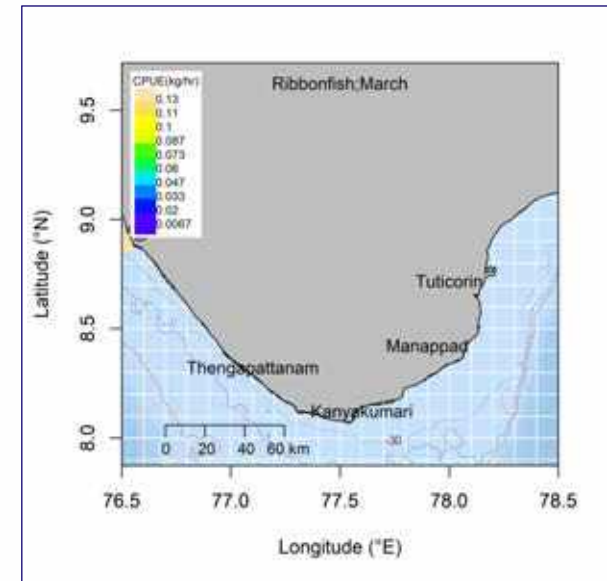 Ribbonfish;March
CPUE(kg/hr)
0.13
0.11
0.1
0.087
0.073
0.06
0.047
0.033
0.02
0.0067
9.5
9.0
8.5
8.0
Latitude (°N)
Tuticorin
Manappad
Thengapattanam
Kanyakumari
-30
0 20 40 60 km
76.5 77.0 77.5 78.0 78.5
Longitude (°E)